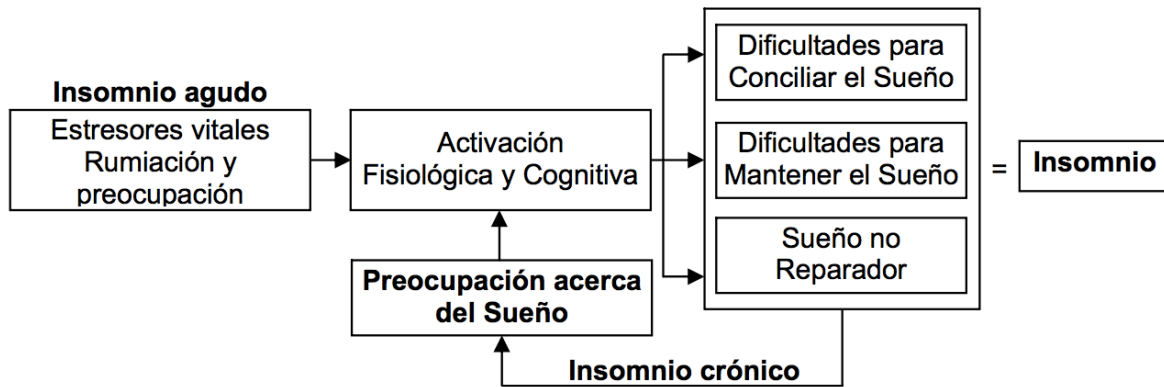 Insomnio agudo
Estresores vitales
Rumiación y
preocupación
Activación
Fisiológica y Cognitiva
Dificultades para
Conciliar el Sueño
Dificultades para
Mantener el Sueño
Sueño no
Reparador
=
Insomnio
Preocupación acerca
del Sueño
Insomnio crónico